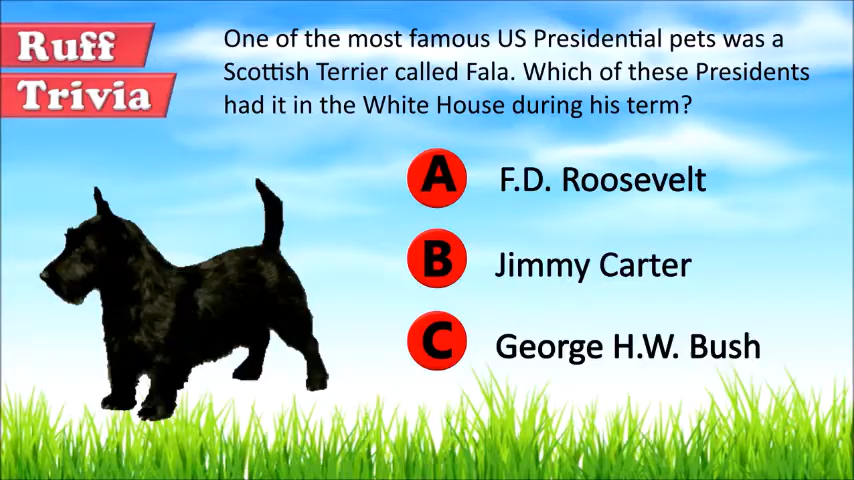 Ruff
Trivia
One of the most famous US Presidential pets was a
Scottish Terrier called Fala. Which of these Presidents
had it in the White House during his term?
A F.D. Roosevelt
B Jimmy Carter
C George H.W. Bush